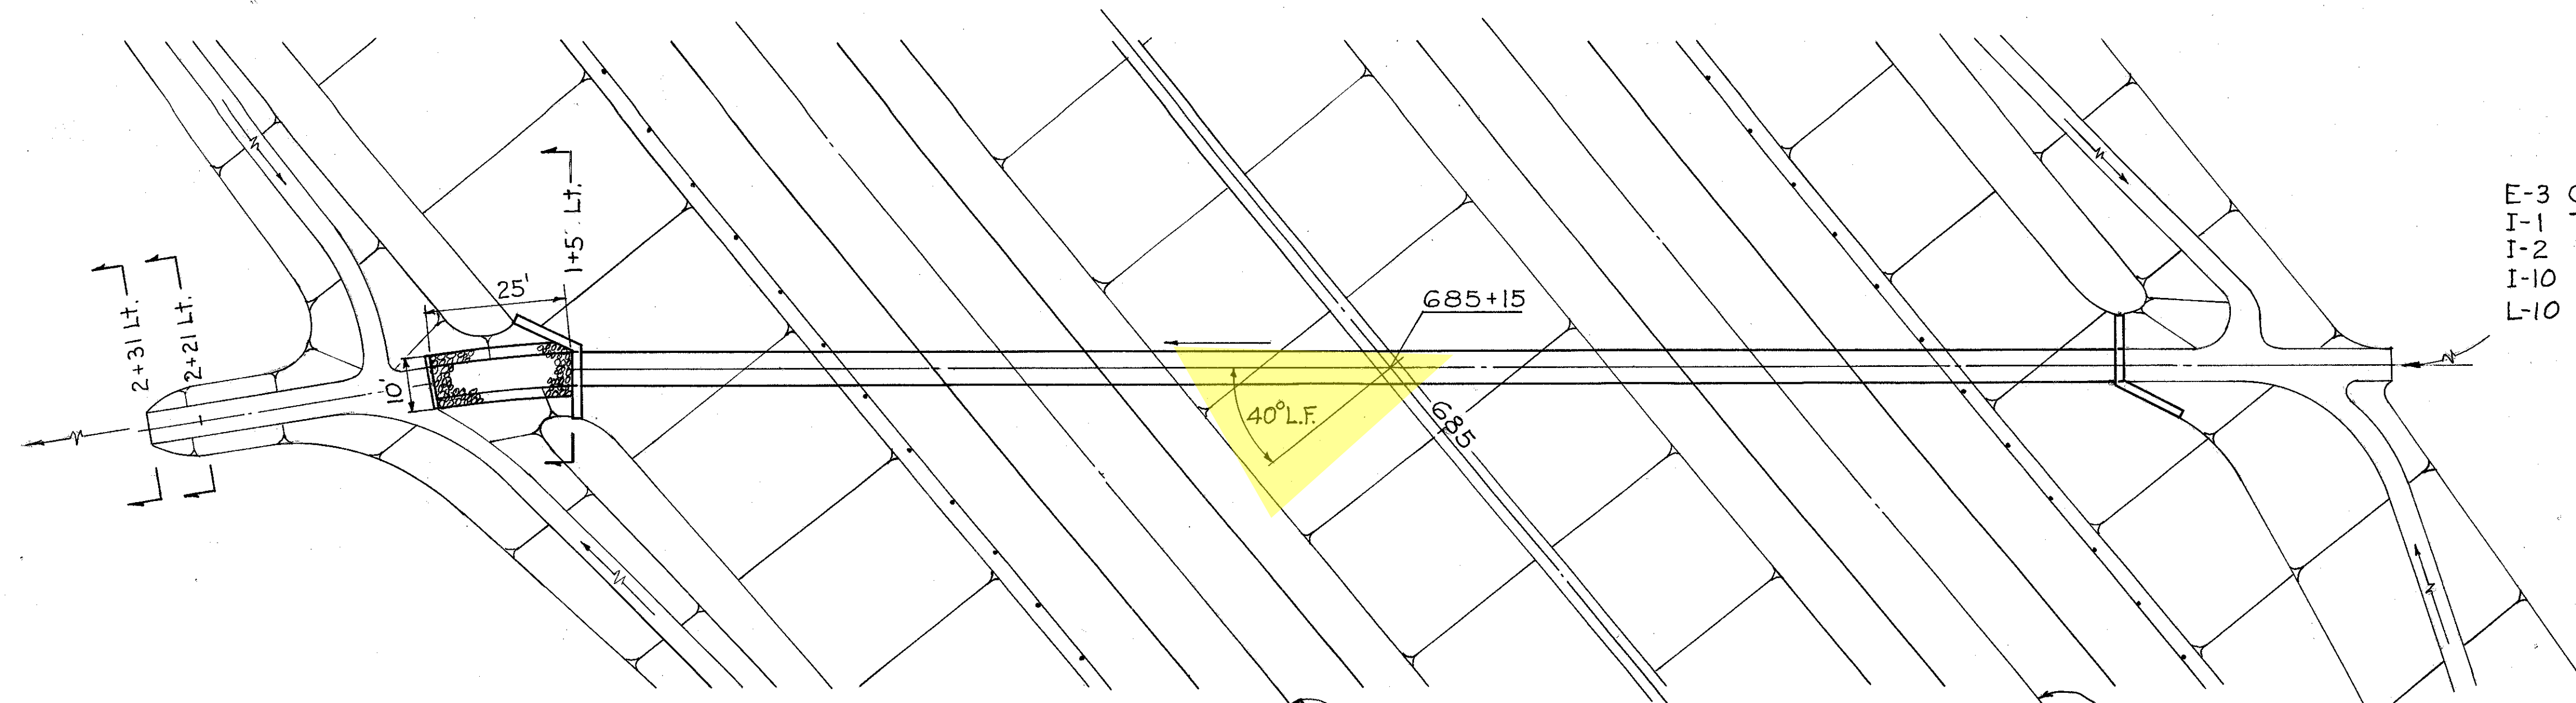 2+31 Lt.
2+21 Lt.
1+5 Lt.
25'
10'
685+15
40° L.F.
685
E-3
I-1
I-2
I-10
L-10